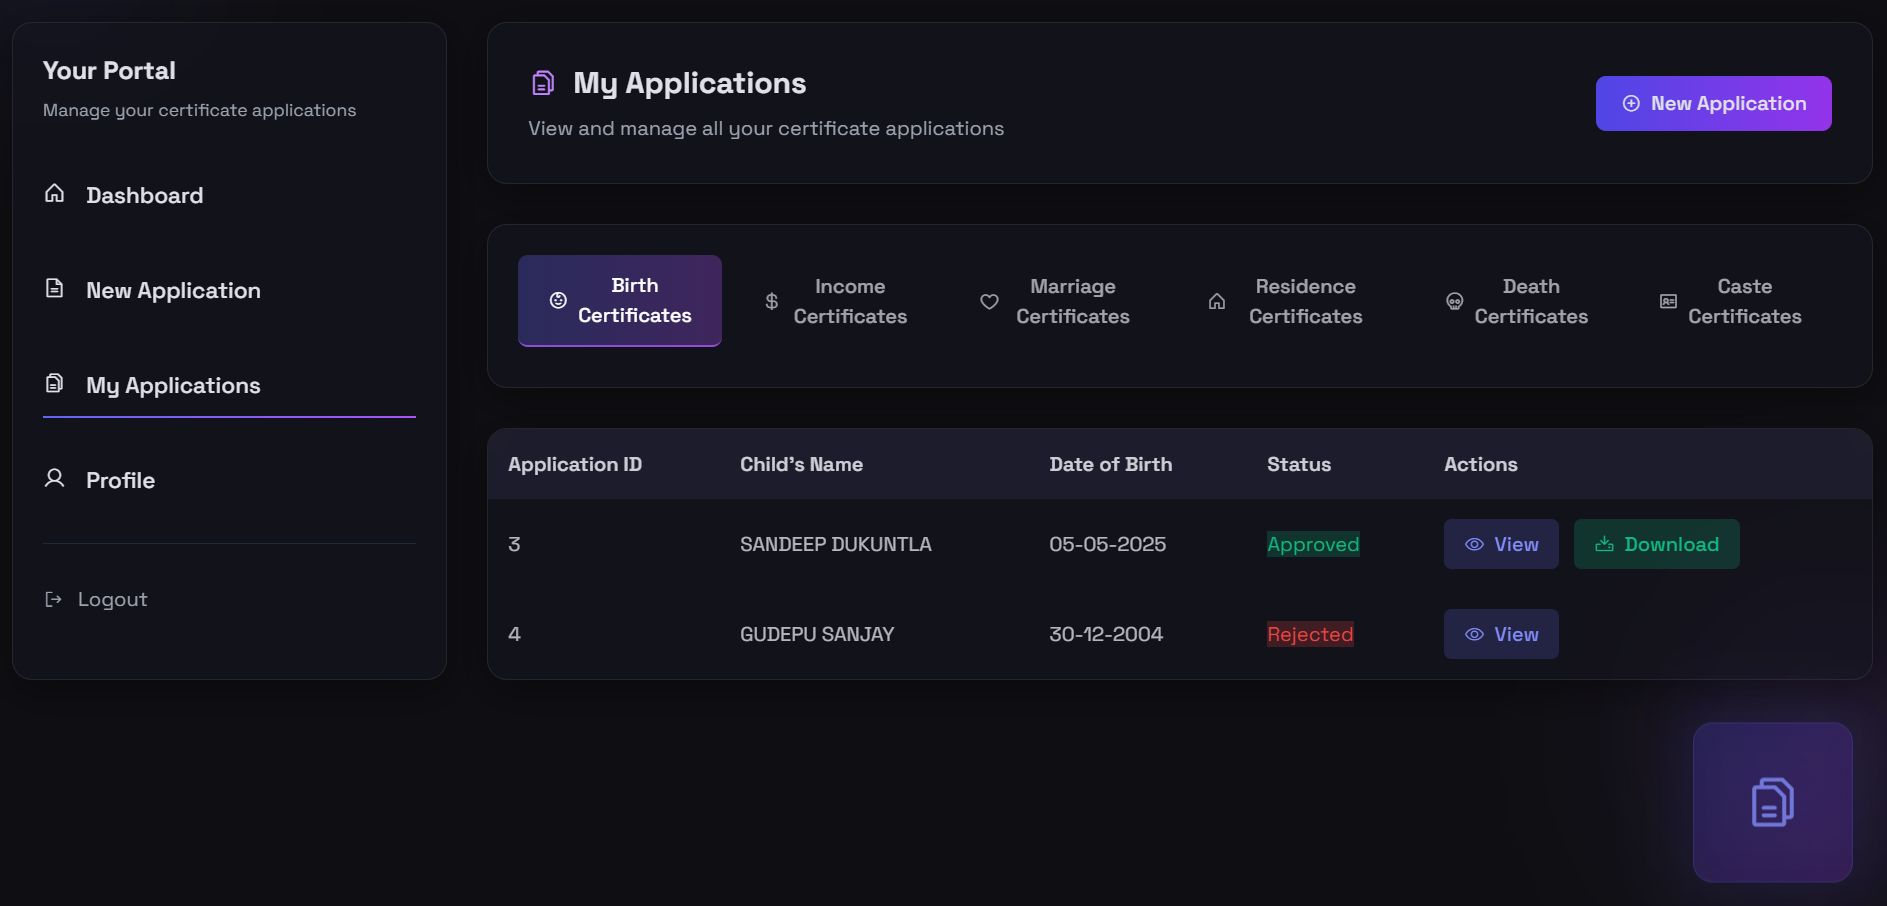 Your Portal
Manage your certificate applications
Dashboard
New Application
My Applications
Profile
Logout
My Applications
View and manage all your certificate applications
New Application
Birth
Certificates
Income
Certificates
Marriage
Certificates
Residence
Certificates
Death
Certificates
Caste
Certificates
Application ID Child's Name Date of Birth Status Actions
3 SANDEEP DUKUNTLA 05-05-2025 Approved View Download
4 GUDEPU SANJAY 30-12-2004 Rejected View